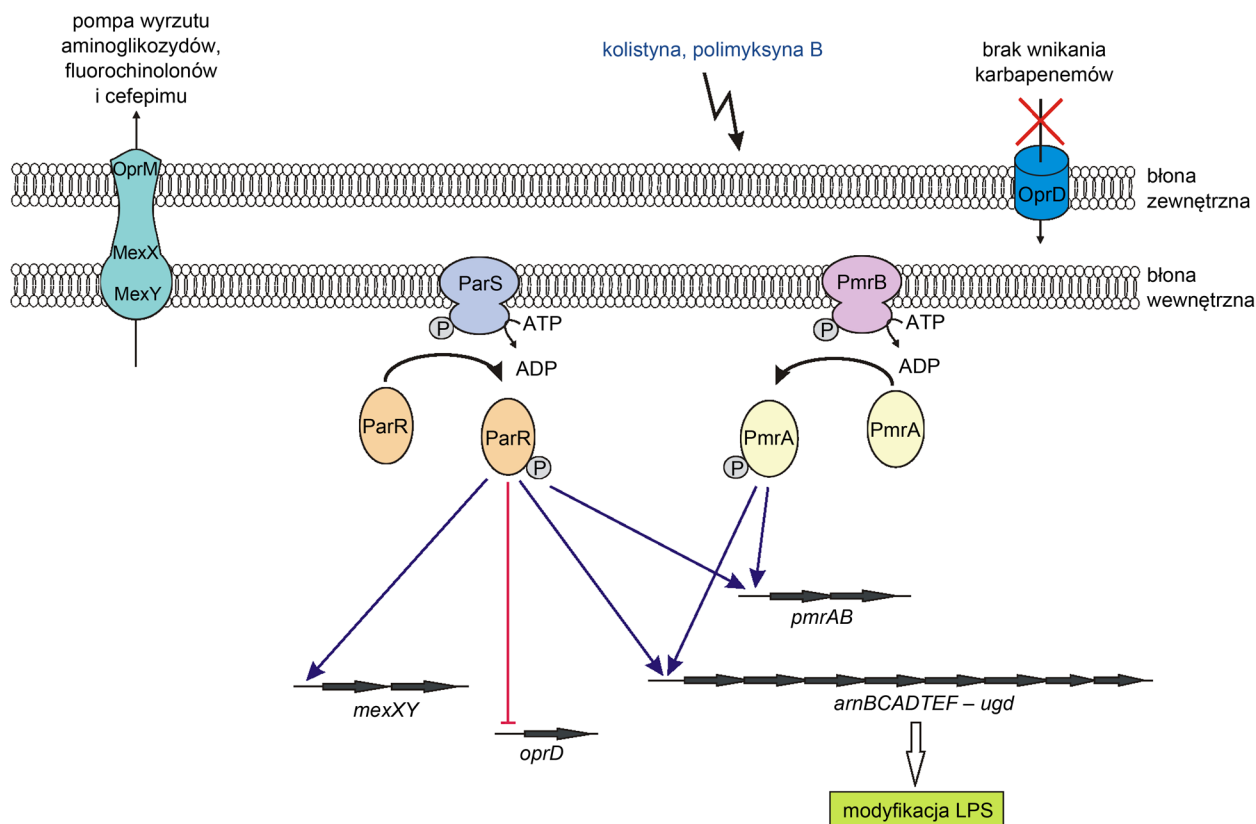 pompa wyrzutu
aminoglikozydów,
fluorochinolonów
i cefepimu
kolistyna, polimyksyna B
brak wnikania
karbapenemów
OprM
OprD
błona
zewnętrzna
MexX
MexY
ParS
PmrB
błona
wewnętrzna
P
ATP
ADP
P
ATP
ADP
ParR
ParR
P
PmrA
P
PmrA
pmrAB
mexXY
arnBCADTEF – ugd
oprD
modyfikacja LPS